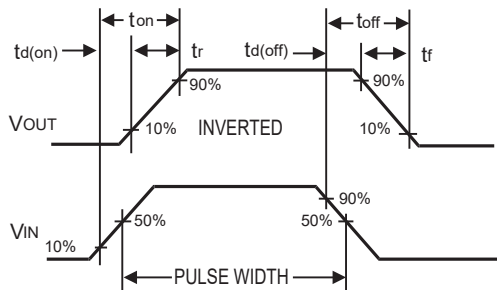 ton toff
td(on) tr td(off) tf
90% 90%
VOUT 10% INVERTED 10%
90%
50% 50%
VIN 10%
PULSE WIDTH